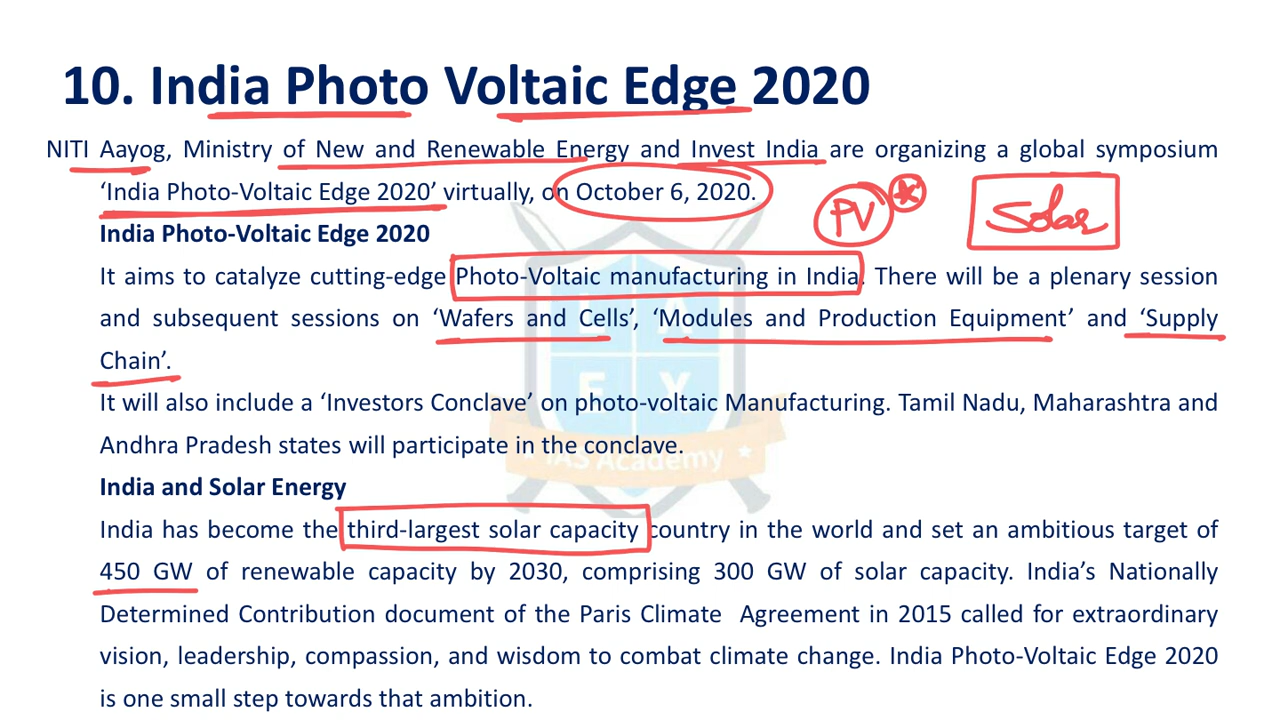 10. India Photo Voltaic Edge 2020
NITI Aayog, Ministry of New and Renewable Energy and Invest India are organizing a global symposium
‘India Photo-Voltaic Edge 2020’ virtually, on October 6, 2020.
PV
Solar
India Photo-Voltaic Edge 2020
It aims to catalyze cutting-edge Photo-Voltaic manufacturing in India. There will be a plenary session
and subsequent sessions on ‘Wafers and Cells’, ‘Modules and Production Equipment’ and ‘Supply
Chain’.
It will also include a ‘Investors Conclave’ on photo-voltaic Manufacturing. Tamil Nadu, Maharashtra and
Andhra Pradesh states will participate in the conclave.
IAS Academy
India and Solar Energy
India has become the third-largest solar capacity country in the world and set an ambitious target of
450 GW of renewable capacity by 2030, comprising 300 GW of solar capacity. India’s Nationally
Determined Contribution document of the Paris Climate Agreement in 2015 called for extraordinary
vision, leadership, compassion, and wisdom to combat climate change. India Photo-Voltaic Edge 2020
is one small step towards that ambition.